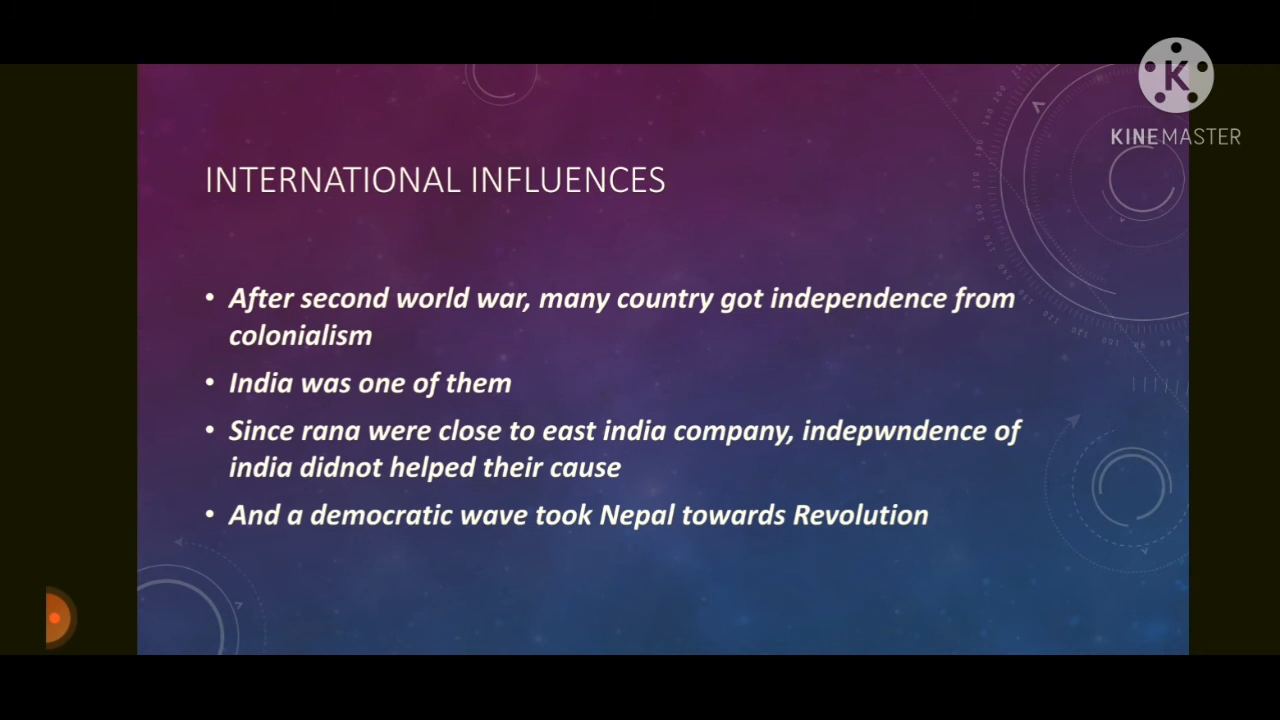 K
KINEMASTER
INTERNATIONAL INFLUENCES
• After second world war, many country got independence from
colonialism
• India was one of them
• Since rana were close to east india company, indepwndence of
india didnot helped their cause
• And a democratic wave took Nepal towards Revolution